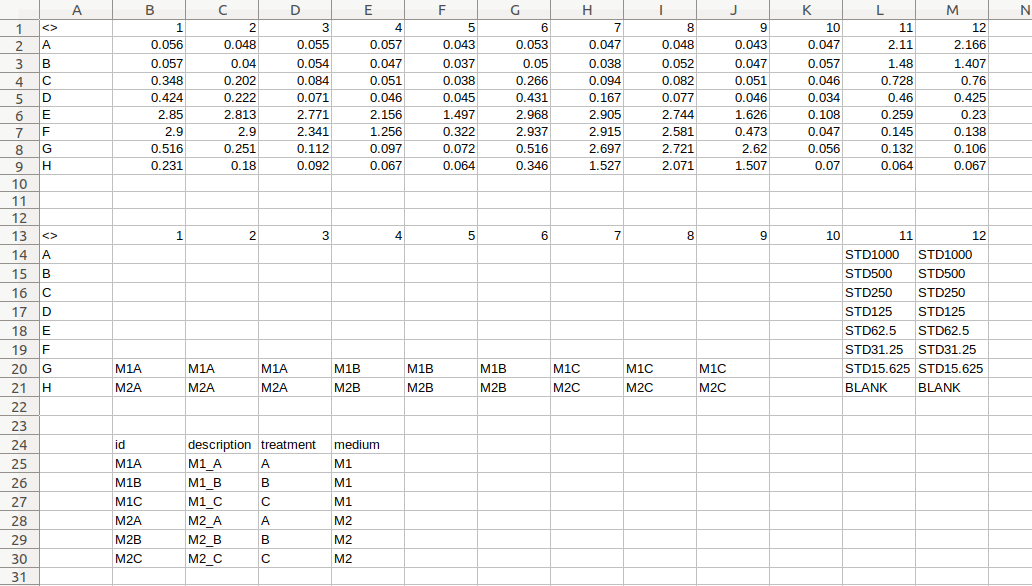 A B C D E F G H I J K L M N
1 <> 1 2 3 4 5 6 7 8 9 10 11 12
2 A 0.056 0.048 0.055 0.057 0.043 0.053 0.047 0.048 0.043 0.047 2.11 2.166
3 B 0.057 0.04 0.054 0.047 0.037 0.05 0.038 0.052 0.047 0.057 1.48 1.407
4 C 0.348 0.202 0.084 0.051 0.038 0.266 0.094 0.082 0.051 0.046 0.728 0.76
5 D 0.424 0.222 0.071 0.046 0.045 0.431 0.167 0.077 0.046 0.034 0.46 0.425
6 E 2.85 2.813 2.771 2.156 1.497 2.968 2.905 2.744 1.626 0.108 0.259 0.23
7 F 2.9 2.9 2.341 1.256 0.322 2.937 2.915 2.581 0.473 0.047 0.145 0.138
8 G 0.516 0.251 0.112 0.097 0.072 0.516 2.697 2.721 2.62 0.056 0.132 0.106
9 H 0.231 0.18 0.092 0.067 0.064 0.346 1.527 2.071 1.507 0.07 0.064 0.067
10
11
12
13 <> 1 2 3 4 5 6 7 8 9 10 11 12
14 A STD1000 STD1000
15 B STD500 STD500
16 C STD250 STD250
17 D STD125 STD125
18 E STD62.5 STD62.5
19 F STD31.25 STD31.25
20 G M1A M1A M1A M1B M1B M1B M1C M1C M1C STD15.625 STD15.625
21 H M2A M2A M2A M2B M2B M2B M2C M2C M2C BLANK BLANK
22
23
24 id description treatment medium
25 M1A M1_A A M1
26 M1B M1_B B M1
27 M1C M1_C C M1
28 M2A M2_A A M2
29 M2B M2_B B M2
30 M2C M2_C C M2
31